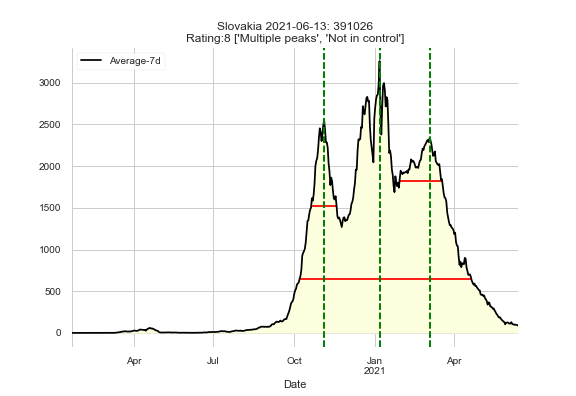 Slovakia 2021-06-13: 391026
Rating:8 ['Multiple peaks', 'Not in control']
Average-7d
3000
2500
2000
1500
1000
500
0
Apr
Jul
Oct
Jan
2021
Apr
Date